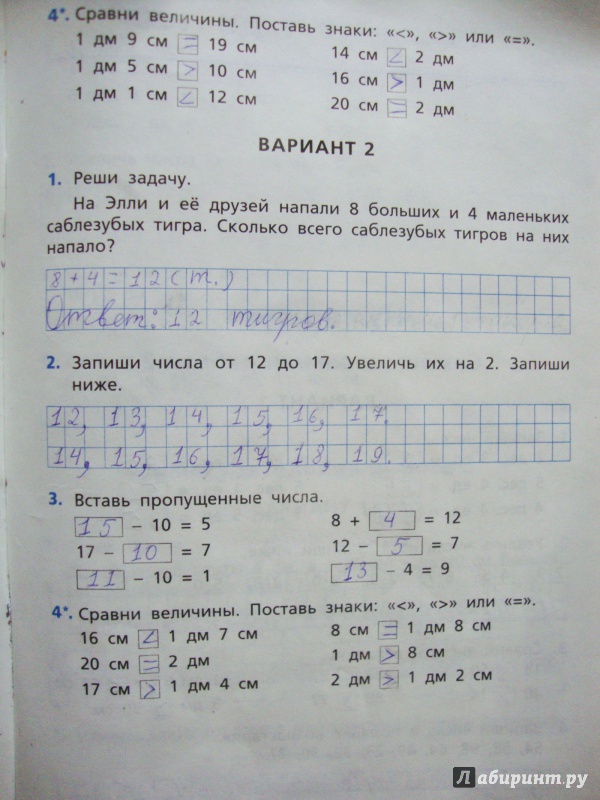 4*. Сравни величины. Поставь знаки: «<», «>» или «=».
1 дм 9 см = 19 см 14 см < 2 дм
1 дм 5 см > 10 см 16 см > 1 дм
1 дм 1 см < 12 см 20 см = 2 дм
ВАРИАНТ 2
1. Реши задачу.
На Элли и её друзей напали 8 больших и 4 маленьких
саблезубых тигра. Сколько всего саблезубых тигров на них
напало?
8 + 4 = 12 (т.)
Ответ: 12 тигров.
2. Запиши числа от 12 до 17. Увеличь их на 2. Запиши
ниже.
12, 13, 14, 15, 16, 17.
14, 15, 16, 17, 18, 19.
3. Вставь пропущенные числа.
15 – 10 = 5 8 + 4 = 12
17 – 10 = 7 12 – 5 = 7
11 – 10 = 1 13 – 4 = 9
4*. Сравни величины. Поставь знаки: «<», «>» или «=».
16 см < 1 дм 7 см 8 см = 1 дм 8 см
20 см = 2 дм 1 дм > 8 см
17 см > 1 дм 4 см 2 дм > 1 дм 2 см
Лабиринт.ру